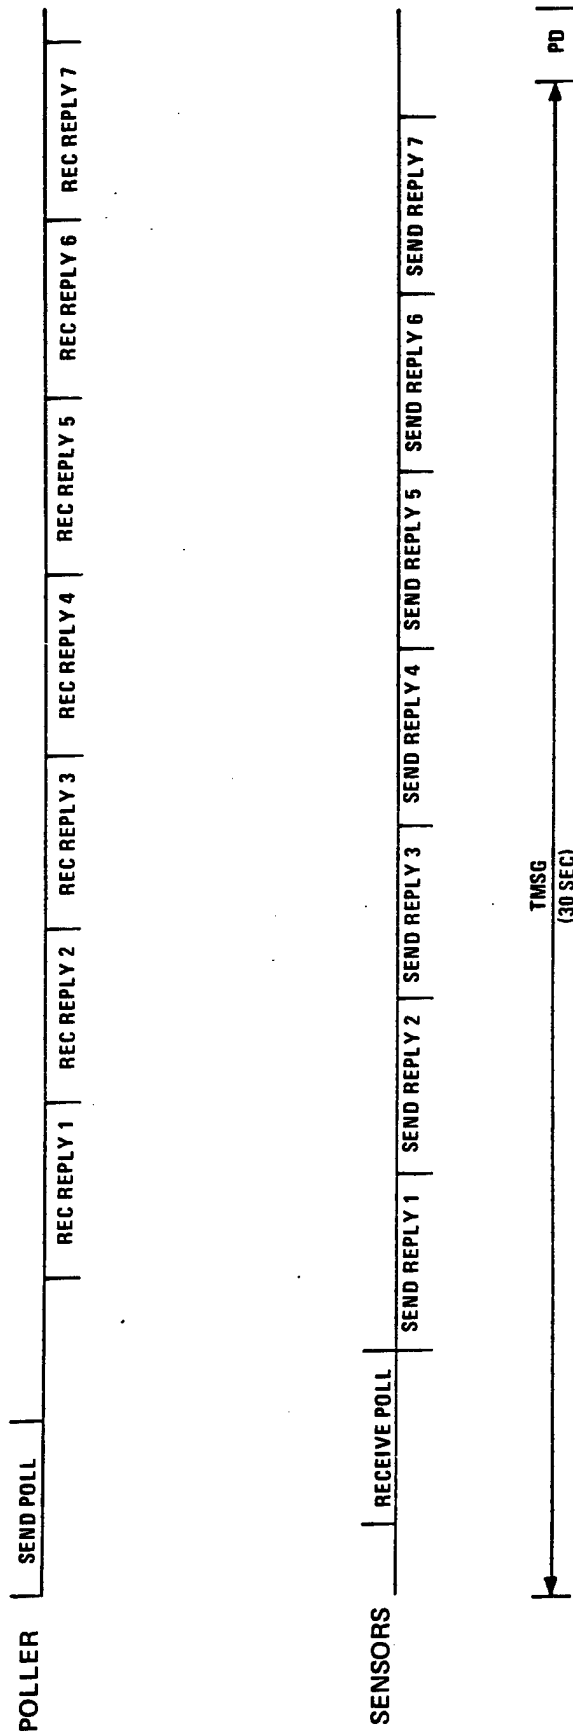 POLLER
SEND POLL
REC REPLY 1
REC REPLY 2
REC REPLY 3
REC REPLY 4
REC REPLY 5
REC REPLY 6
REC REPLY 7
SENSORS
RECEIVE POLL
SEND REPLY 1
SEND REPLY 2
SEND REPLY 3
SEND REPLY 4
SEND REPLY 5
SEND REPLY 6
SEND REPLY 7
TMSG
(30 SEC)
PD